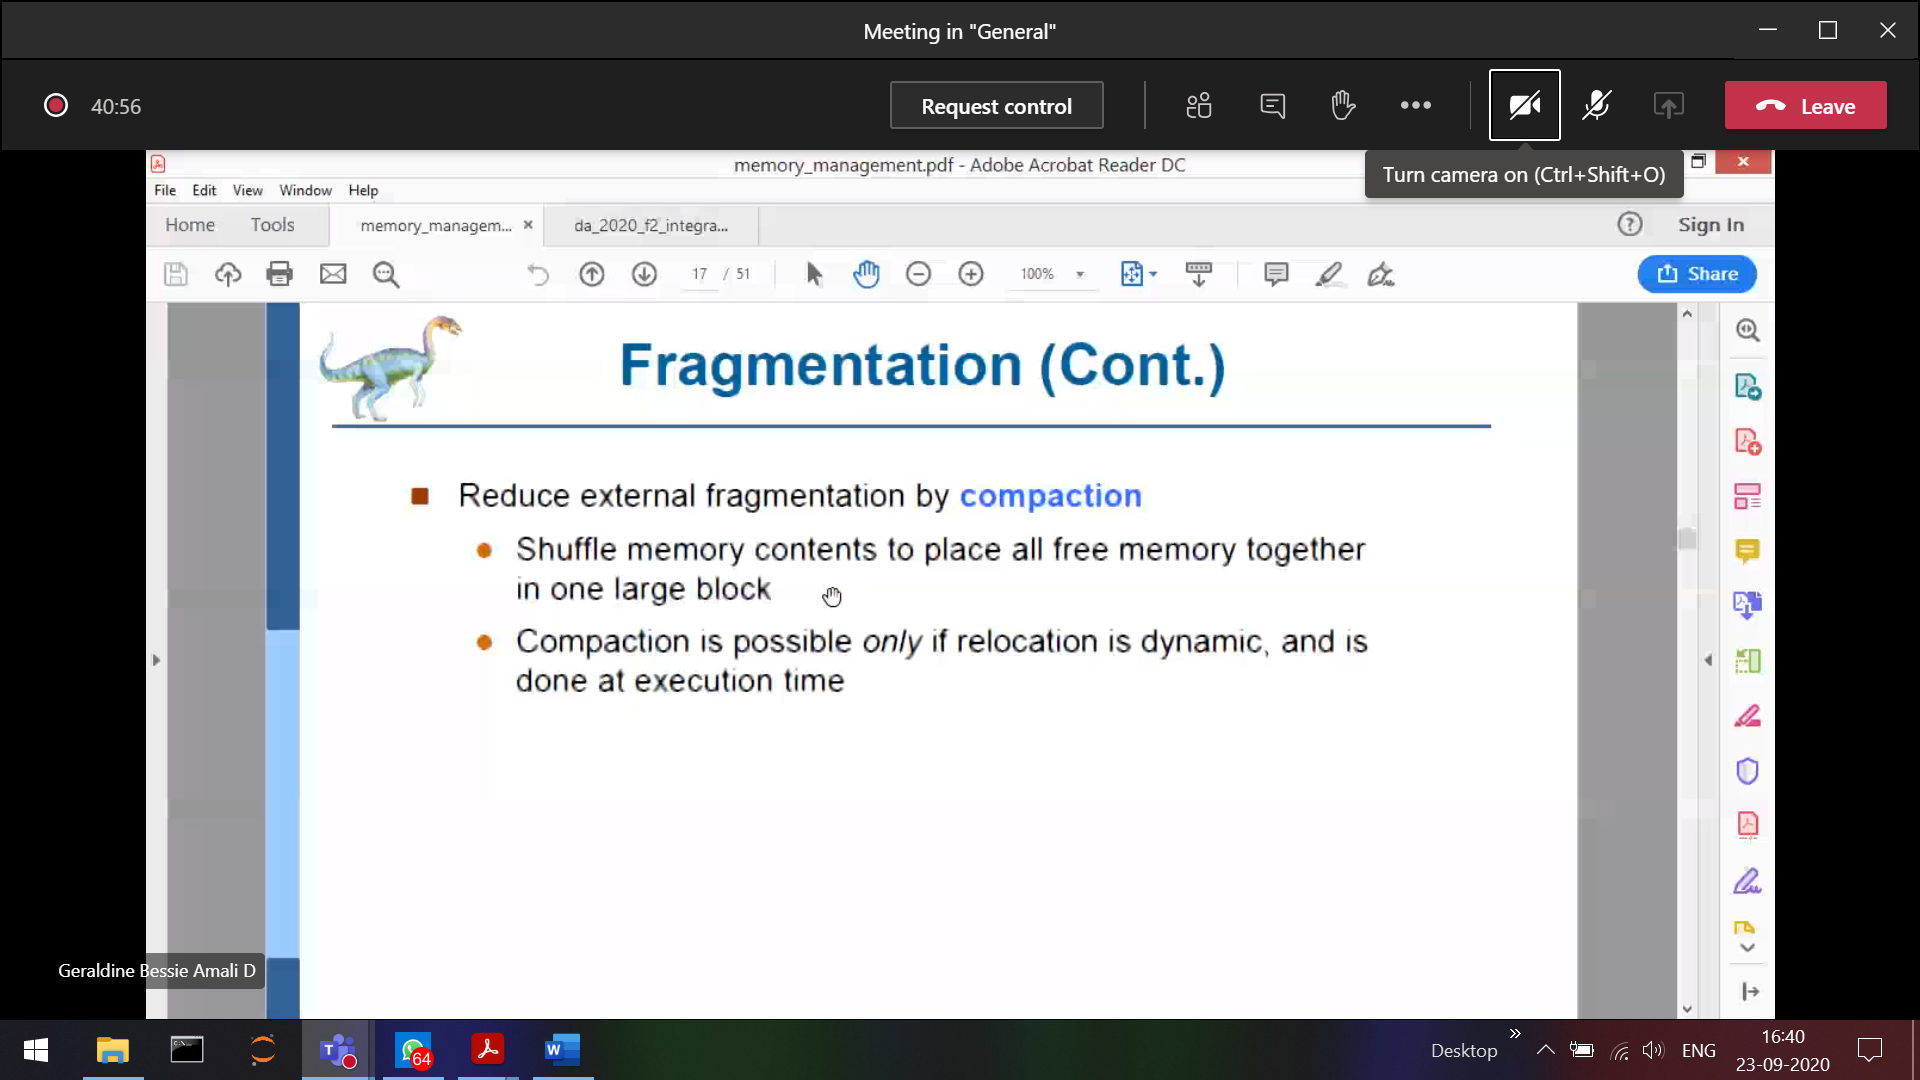 Meeting in "General"
40:56
Request control
Leave
memory_management.pdf - Adobe Acrobat Reader DC
Turn camera on (Ctrl+Shift+O)
File Edit View Window Help
Home Tools memory_managem... × da_2020_f2_integra... Sign In
17 / 51 100% Share
Fragmentation (Cont.)
Reduce external fragmentation by compaction
Shuffle memory contents to place all free memory together
in one large block
Compaction is possible only if relocation is dynamic, and is
done at execution time
Geraldine Bessie Amali D
64
Desktop ENG
16:40
23-09-2020